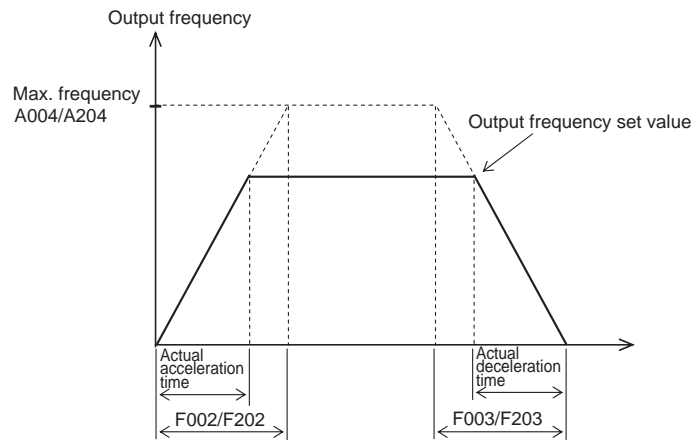 Output frequency
Max. frequency
A004/A204
Output frequency set value
Actual
acceleration
time
Actual
deceleration
time
F002/F202
F003/F203